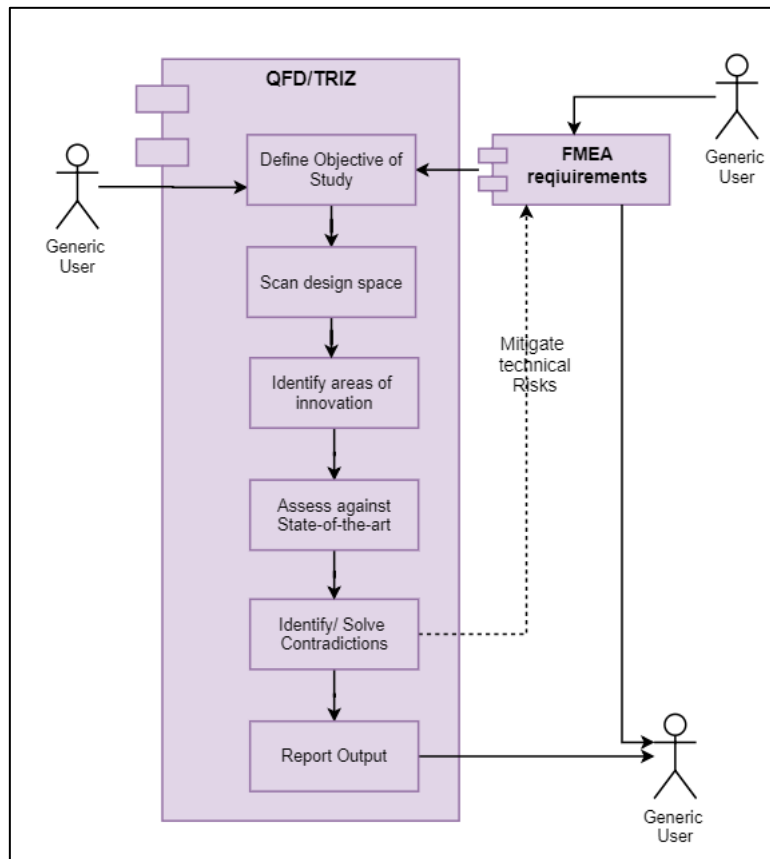 QFD/TRIZ
Define Objective of
Study
FMEA
reqiuirements
Generic
User
Generic
User
Scan design space
Identify areas of
innovation
Mitigate
technical
Risks
Assess against
State-of-the-art
Identify/ Solve
Contradictions
Report Output
Generic
User